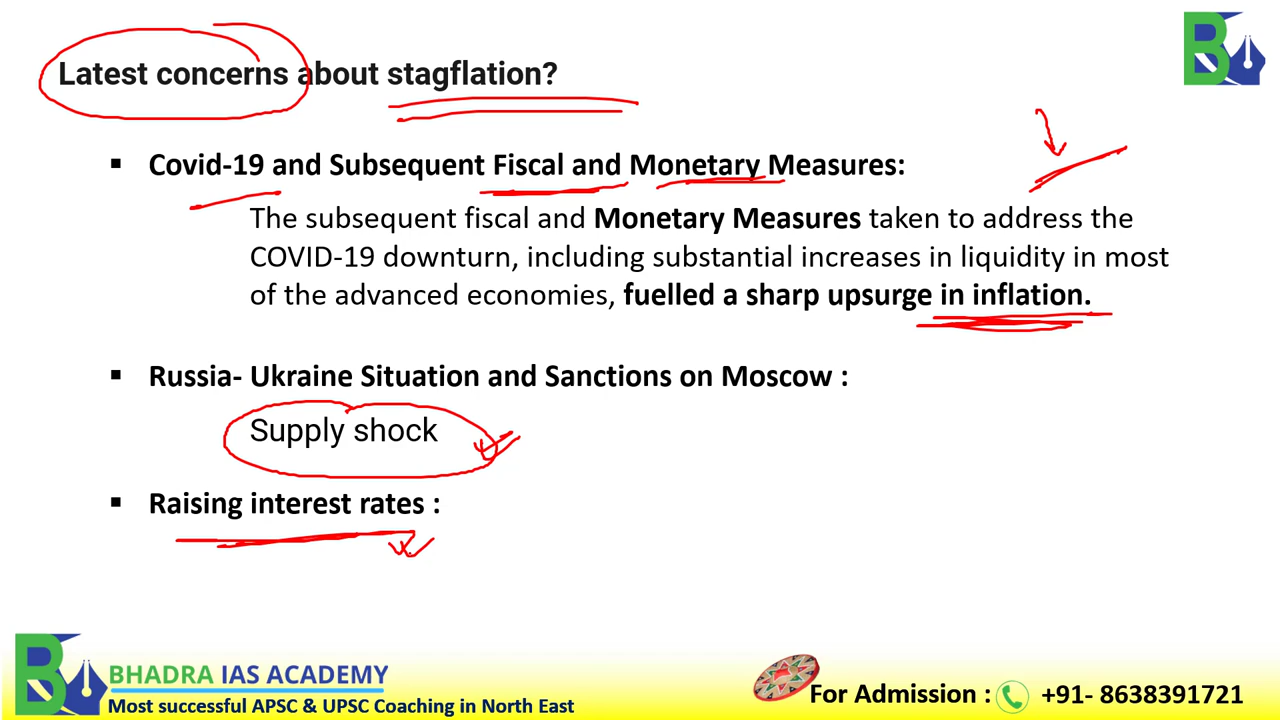 Latest concerns about stagflation?
▪ Covid-19 and Subsequent Fiscal and Monetary Measures:
The subsequent fiscal and Monetary Measures taken to address the
COVID-19 downturn, including substantial increases in liquidity in most
of the advanced economies, fuelled a sharp upsurge in inflation.
▪ Russia- Ukraine Situation and Sanctions on Moscow :
Supply shock
▪ Raising interest rates :
BHADRA IAS ACADEMY
Most successful APSC & UPSC Coaching in North East
For Admission : +91- 8638391721